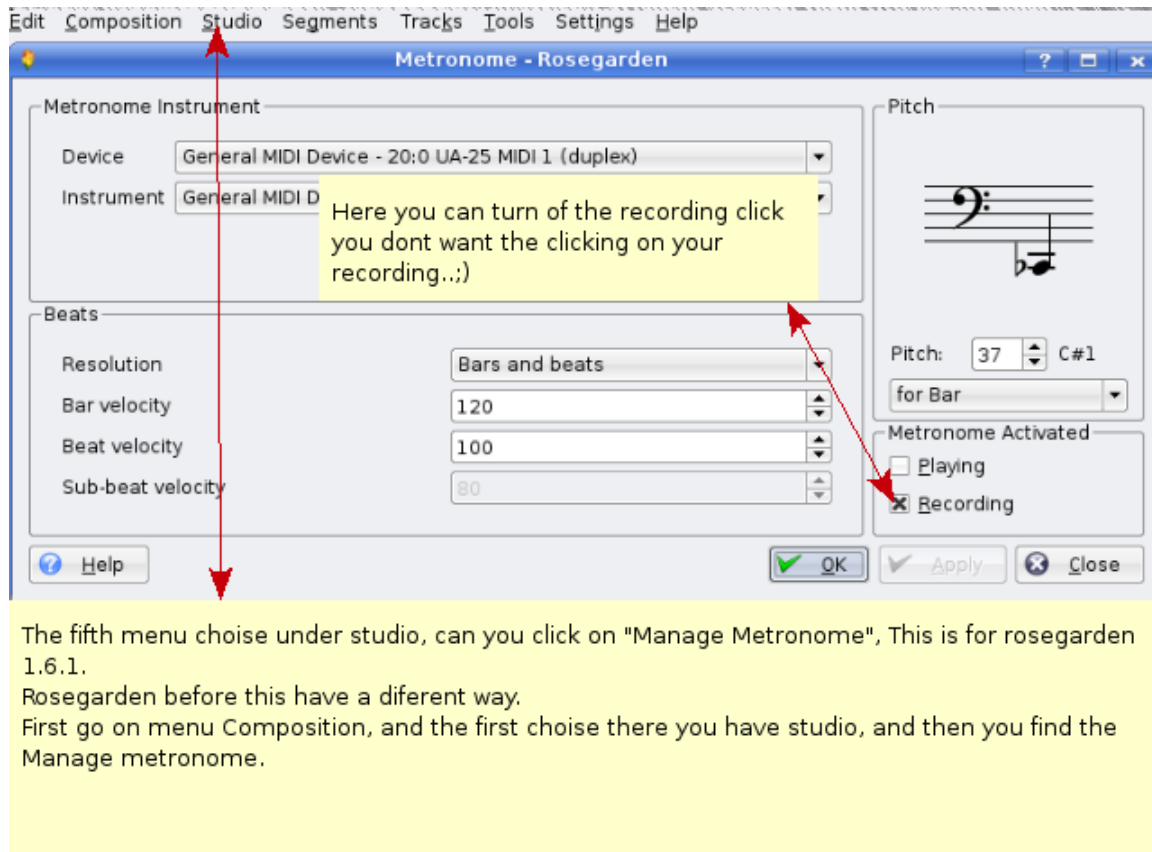 Edit Composition Studio Segments Tracks Tools Settings Help
Metronome - Rosegarden
Metronome Instrument
Device General MIDI Device - 20:0 UA-25 MIDI 1 (duplex)
Instrument General MIDI D
Here you can turn of the recording click
you dont want the clicking on your
recording..;)
Beats
Resolution Bars and beats
Bar velocity 120
Beat velocity 100
Sub-beat velocity 80
Pitch
Pitch: 37 C#1
for Bar
Metronome Activated
Playing
Recording
Help OK Apply Close
The fifth menu choise under studio, can you click on "Manage Metronome", This is for rosegarden
1.6.1.
Rosegarden before this have a diferent way.
First go on menu Composition, and the first choise there you have studio, and then you find the
Manage metronome.